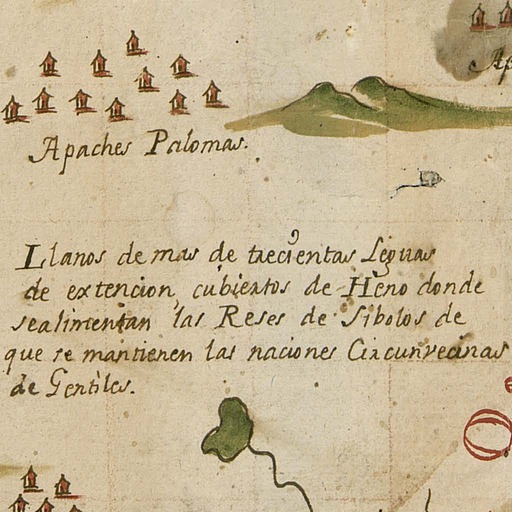 Ap
Apaches Palomas.
Llanos de mas de trecientas Leguas
de extencion, cubiertos de Heno donde
sealimentan las Reses de Sibolos de
que se mantienen las naciones Circunvecinas
de Gentiles.